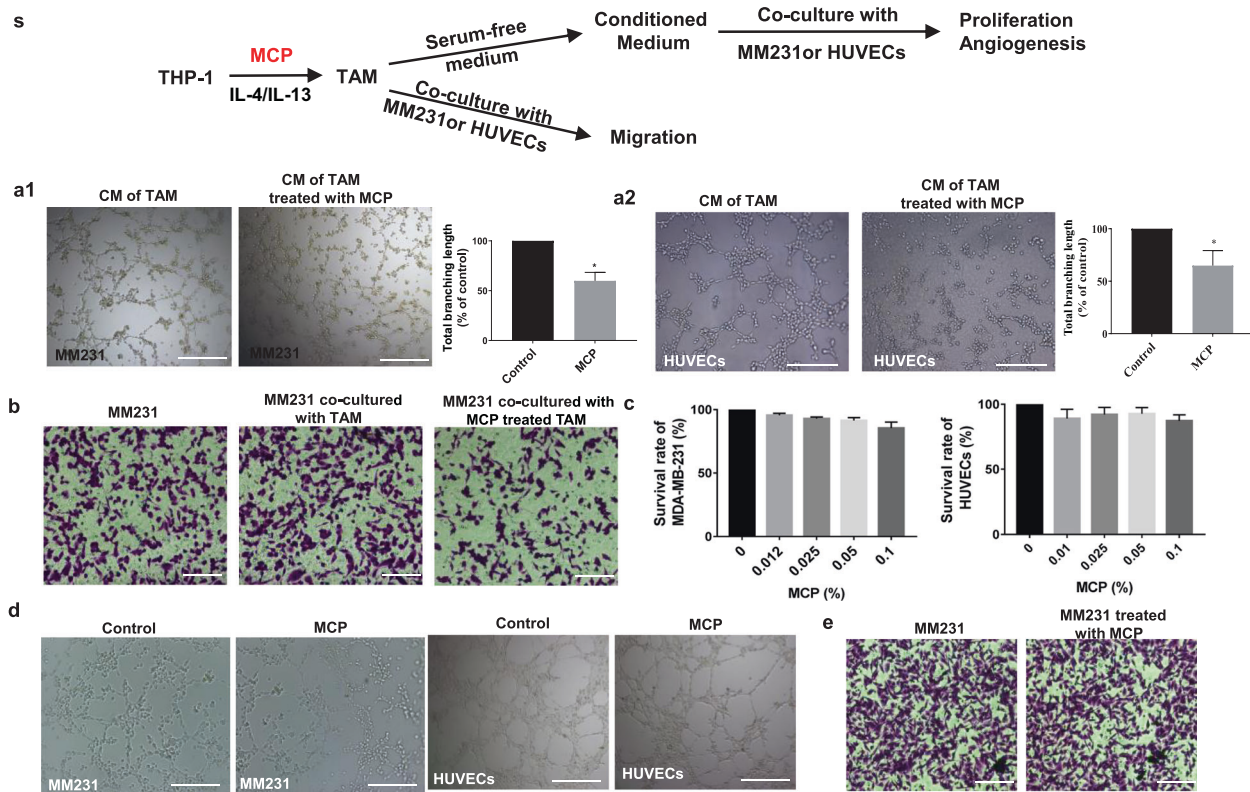 s
THP-1
MCP
IL-4/IL-13
TAM
Serum-free
medium
Conditioned
Medium
Co-culture with
MM231or HUVECs
Proliferation
Angiogenesis
Co-culture with
MM231or HUVECs
Migration
a1
CM of TAM
CM of TAM
treated with MCP
MM231
MM231
Total branching length
(% of control)
100
50
0
*
Control
MCP
a2
CM of TAM
CM of TAM
treated with MCP
HUVECs
HUVECs
Total branching length
(% of control)
100
50
0
*
Control
MCP
b
MM231
MM231 co-cultured
with TAM
MM231 co-cultured with
MCP treated TAM
c
Survival rate of
MDA-MB-231 (%)
100
50
0
0
0.012
0.025
0.05
0.1
MCP (%)
Survival rate of
HUVECs (%)
100
50
0
0
0.01
0.025
0.05
0.1
MCP (%)
d
Control
MCP
Control
MCP
MM231
MM231
HUVECs
HUVECs
e
MM231
MM231 treated
with MCP